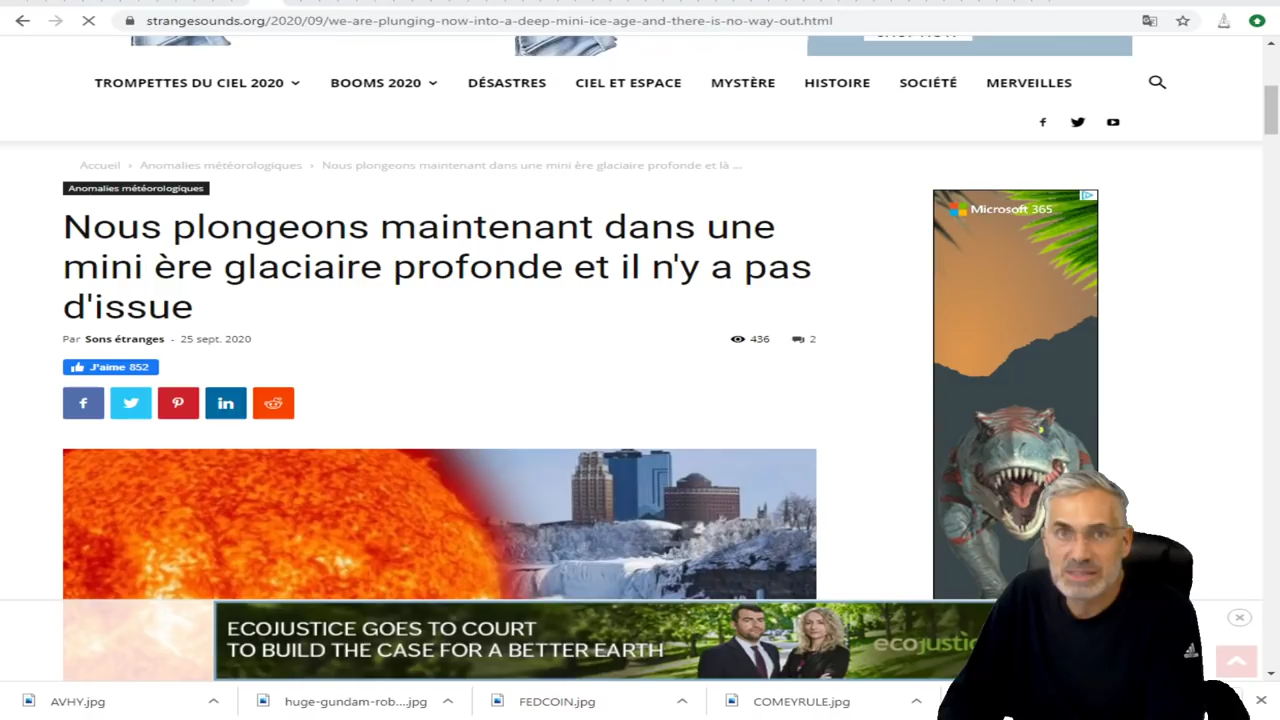 strangesounds.org/2020/09/we-are-plunging-now-into-a-deep-mini-ice-age-and-there-is-no-way-out.html
TROMPETTES DU CIEL 2020
BOOMS 2020
DÉSASTRES
CIEL ET ESPACE
MYSTÈRE
HISTOIRE
SOCIÉTÉ
MERVEILLES
Accueil › Anomalies météorologiques › Nous plongeons maintenant dans une mini ère glaciaire profonde et là ...
Anomalies météorologiques
Nous plongeons maintenant dans une
mini ère glaciaire profonde et il n'y a pas
d'issue
Par Sons étranges - 25 sept. 2020
436
2
J'aime 852
Microsoft 365
ECOJUSTICE GOES TO COURT
TO BUILD THE CASE FOR A BETTER EARTH
ecojustic
AVHY.jpg
huge-gundam-rob....jpg
FEDCOIN.jpg
COMEYRULE.jpg